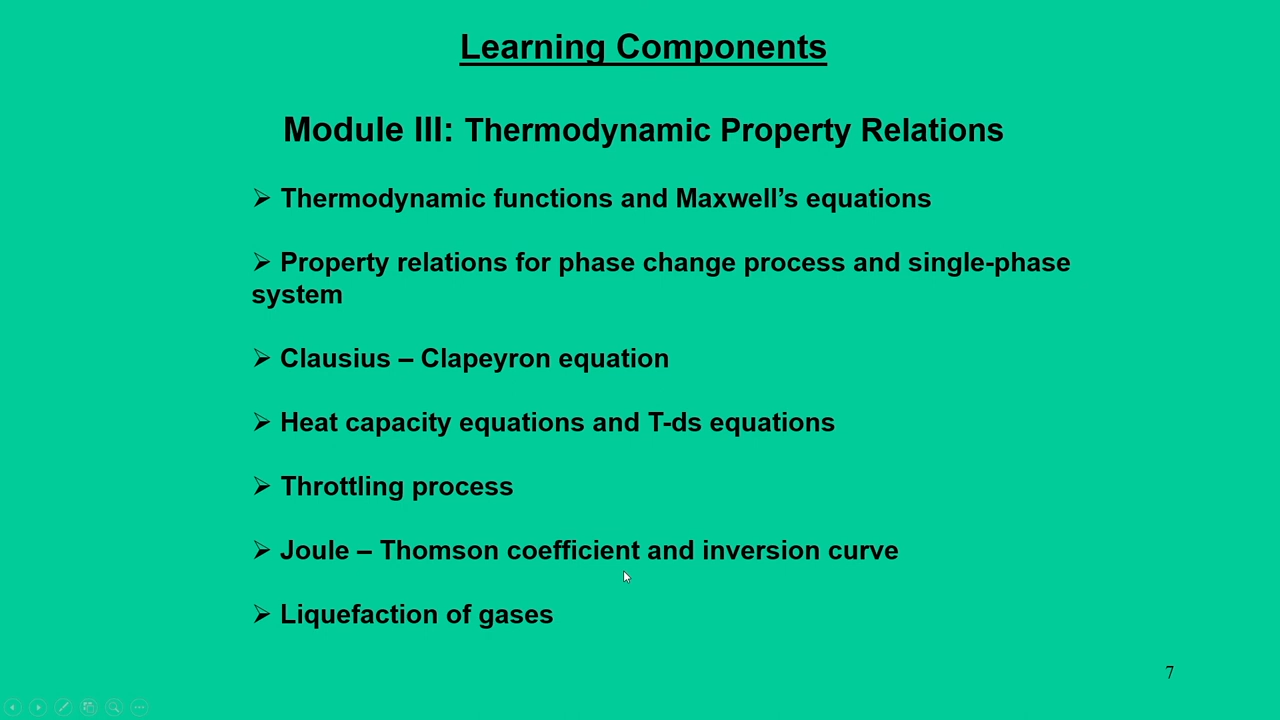 Learning Components
Module III: Thermodynamic Property Relations
➢ Thermodynamic functions and Maxwell’s equations
➢ Property relations for phase change process and single-phase
system
➢ Clausius – Clapeyron equation
➢ Heat capacity equations and T-ds equations
➢ Throttling process
➢ Joule – Thomson coefficient and inversion curve
➢ Liquefaction of gases
7